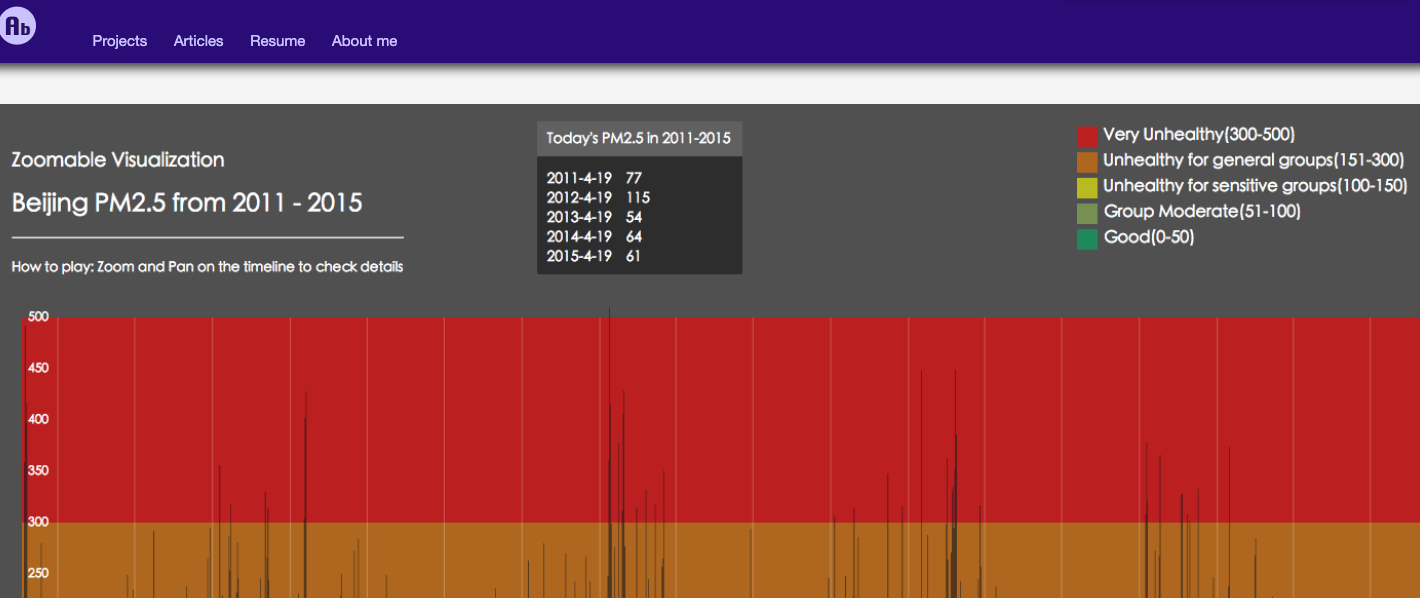 Ab
Projects Articles Resume About me
Zoomable Visualization
Beijing PM2.5 from 2011 - 2015
How to play: Zoom and Pan on the timeline to check details
Today's PM2.5 in 2011-2015
2011-4-19 77
2012-4-19 115
2013-4-19 54
2014-4-19 64
2015-4-19 61
Very Unhealthy(300-500)
Unhealthy for general groups(151-300)
Unhealthy for sensitive groups(100-150)
Group Moderate(51-100)
Good(0-50)
500
450
400
350
300
250